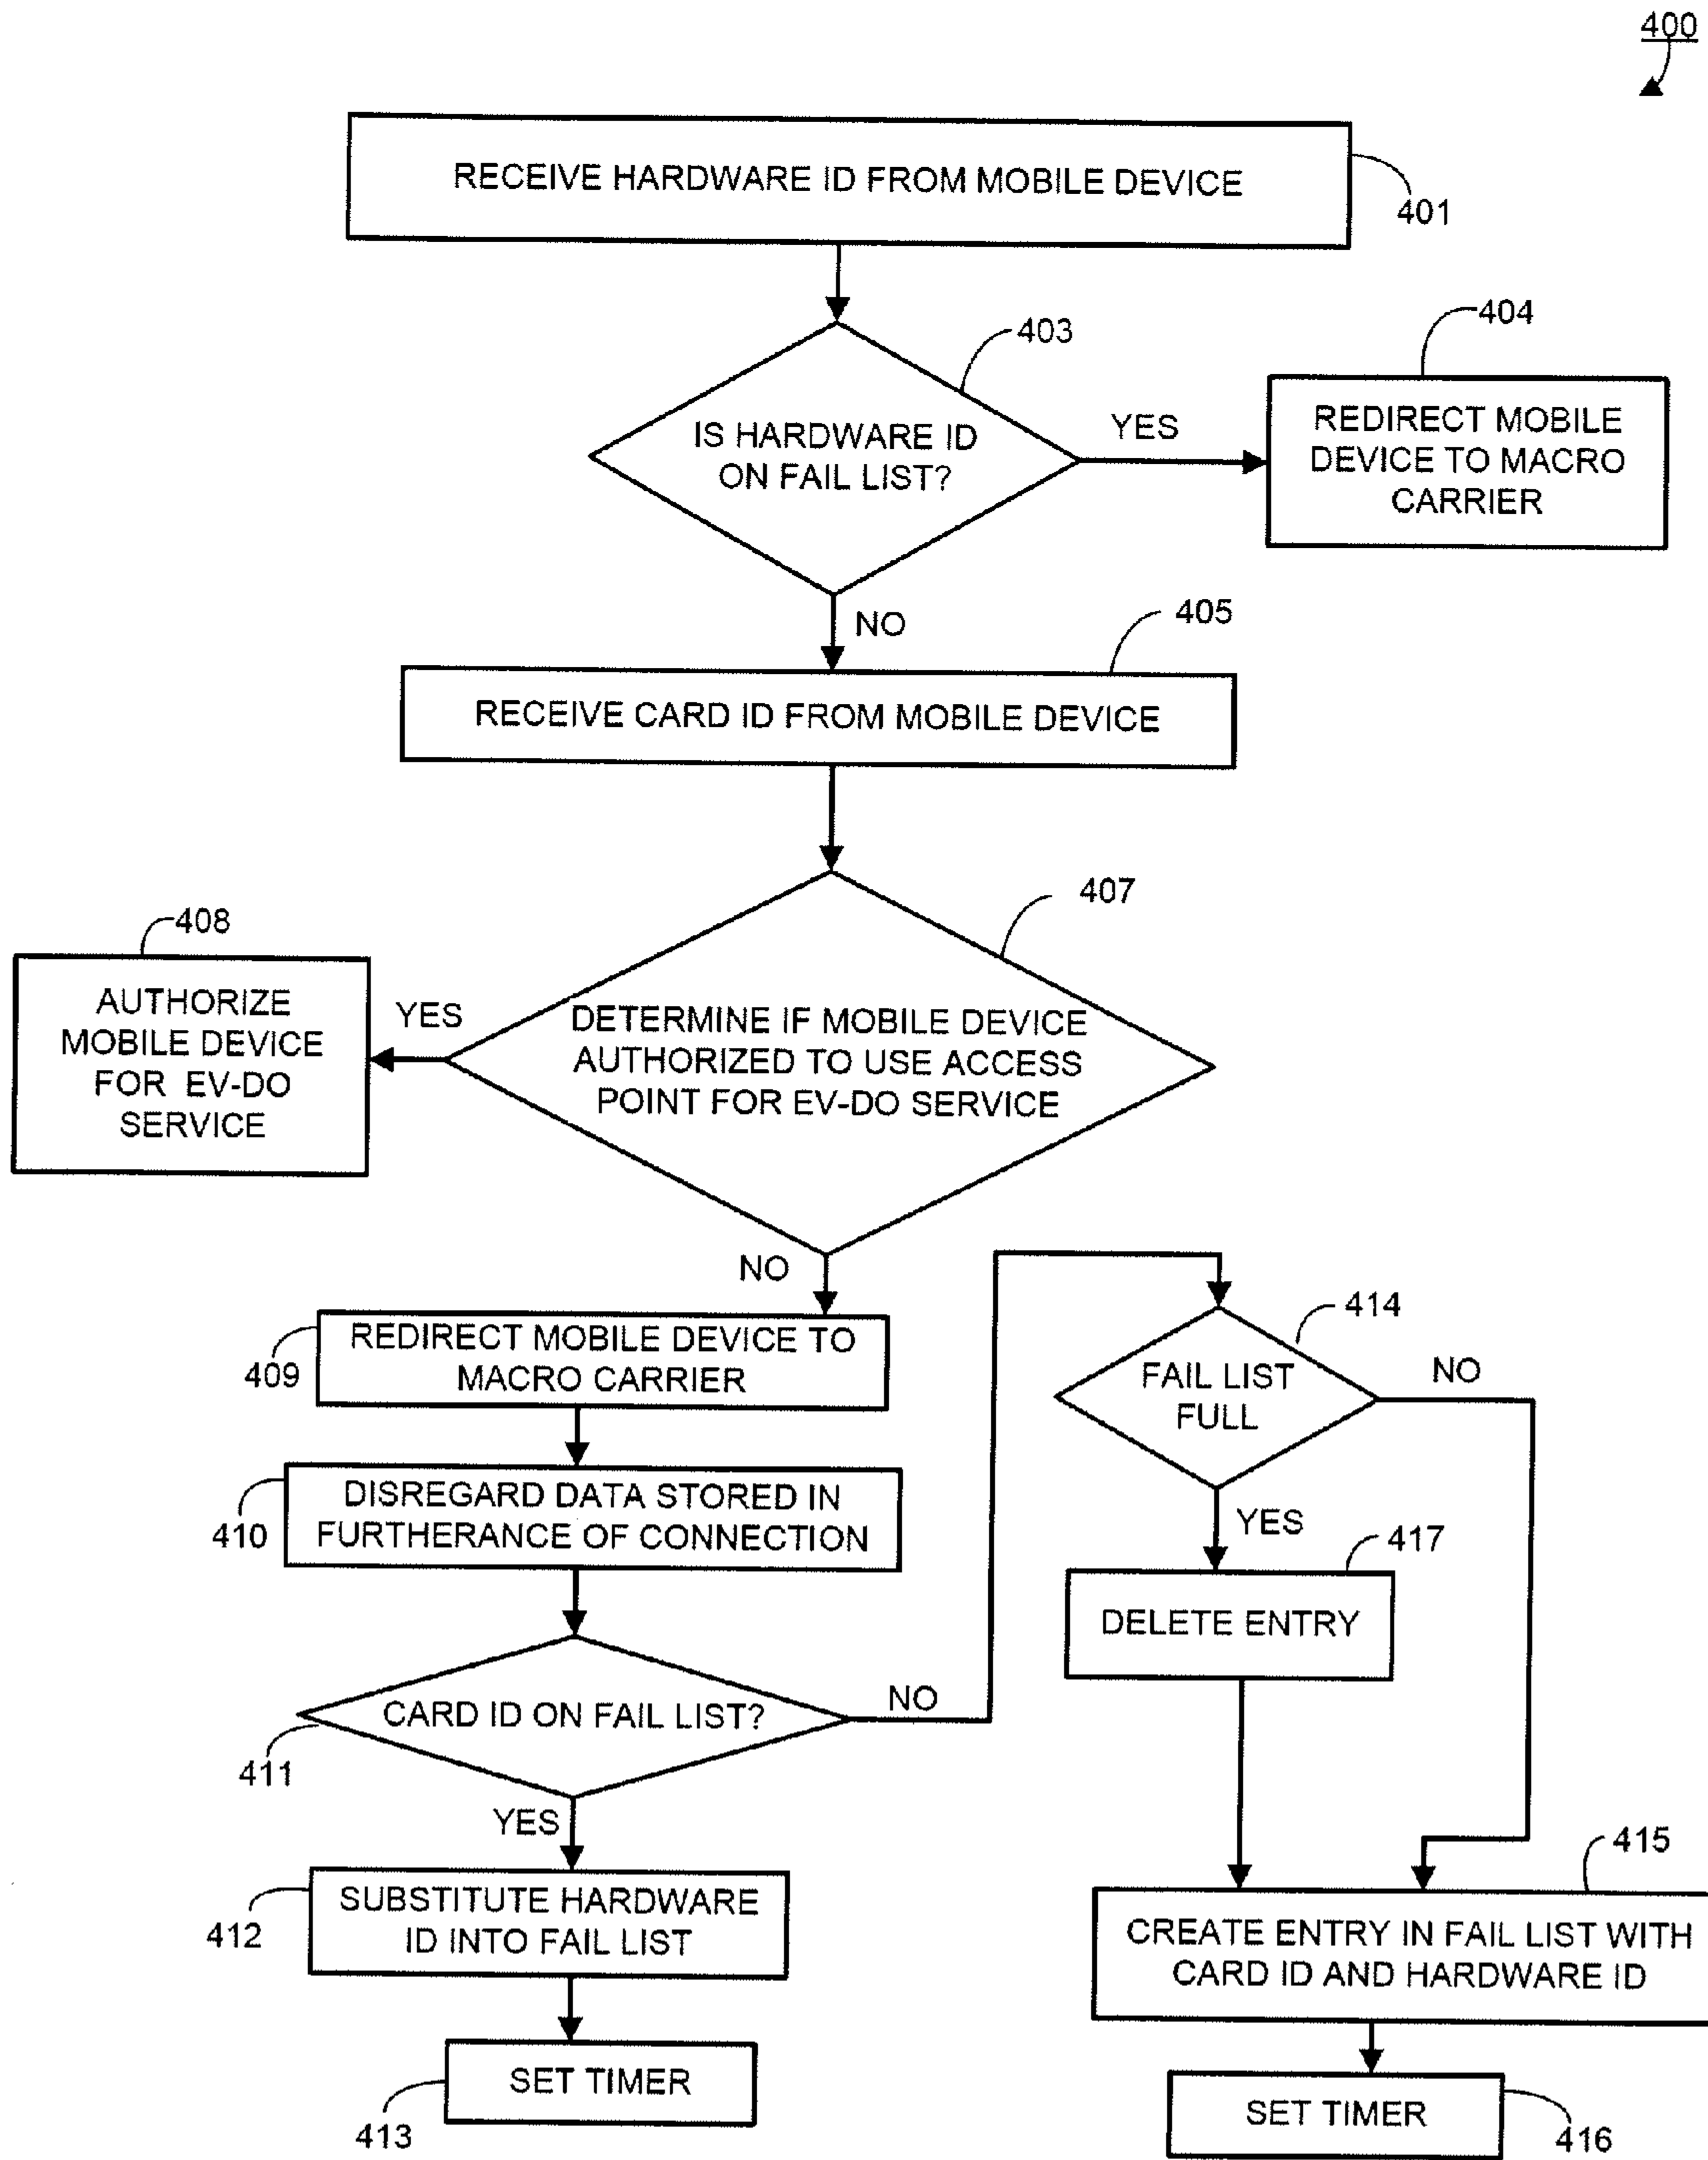 400
RECEIVE HARDWARE ID FROM MOBILE DEVICE
401
403
IS HARDWARE ID
ON FAIL LIST?
YES
404
REDIRECT MOBILE
DEVICE TO MACRO
CARRIER
NO
405
RECEIVE CARD ID FROM MOBILE DEVICE
407
DETERMINE IF MOBILE DEVICE
AUTHORIZED TO USE ACCESS
POINT FOR EV-DO SERVICE
YES
408
AUTHORIZE
MOBILE DEVICE
FOR EV-DO
SERVICE
NO
REDIRECT MOBILE DEVICE TO
MACRO CARRIER
409
DISREGARD DATA STORED IN
FURTHERANCE OF CONNECTION
410
CARD ID ON FAIL LIST?
411
NO
YES
SUBSTITUTE HARDWARE
ID INTO FAIL LIST
412
SET TIMER
413
414
FAIL LIST
FULL
NO
YES
417
DELETE ENTRY
415
CREATE ENTRY IN FAIL LIST WITH
CARD ID AND HARDWARE ID
SET TIMER
416